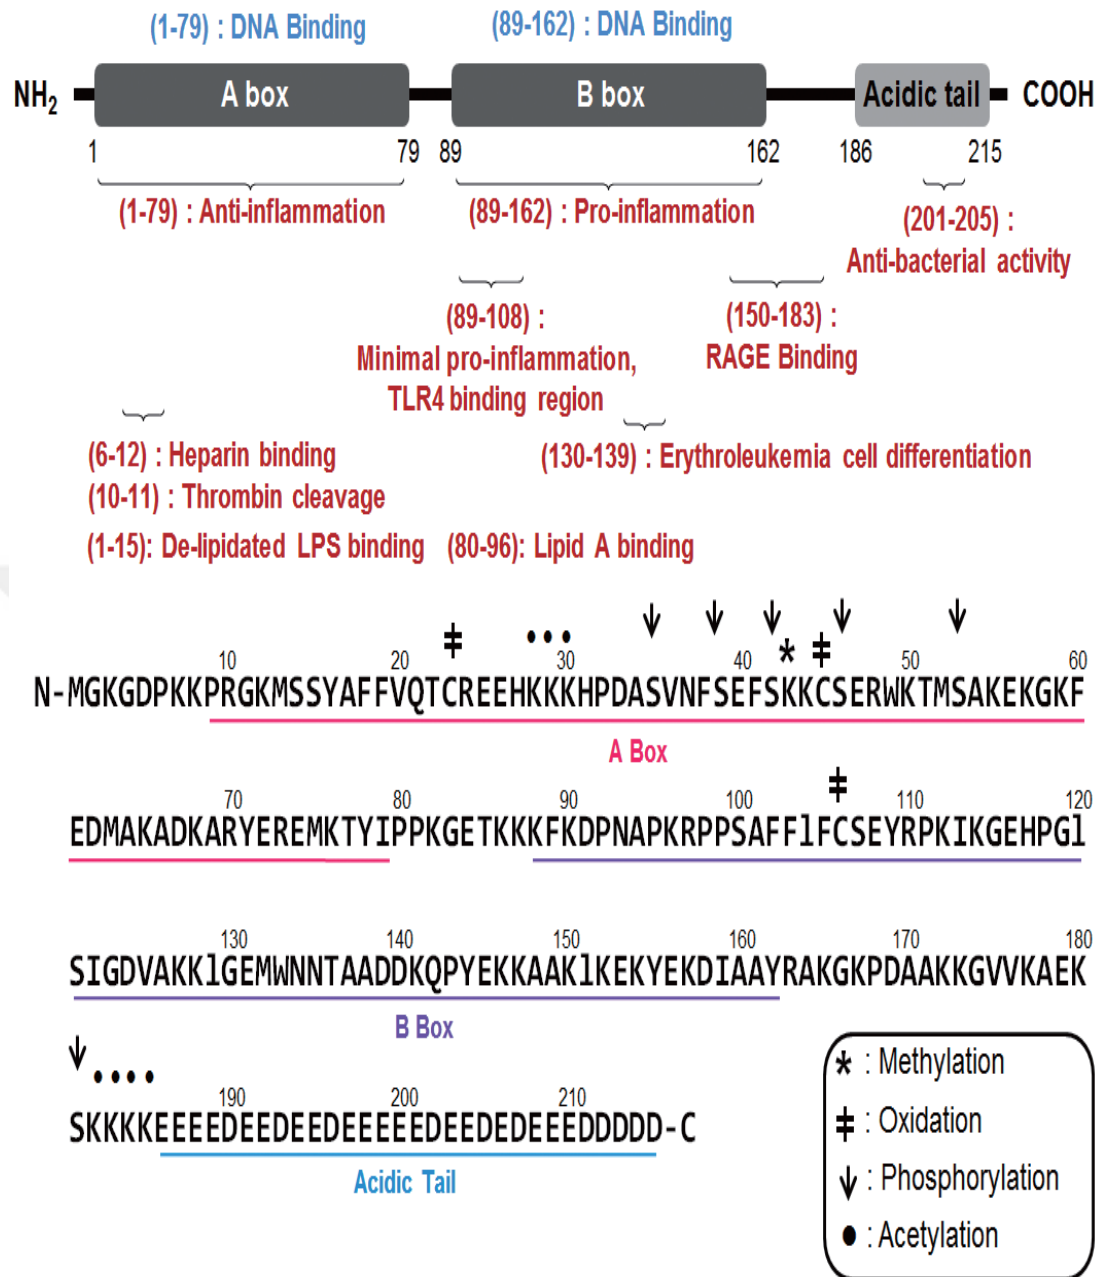 (1-79) : DNA Binding (89-162) : DNA Binding
NH2 A box B box Acidic tail COOH
1 79 89 162 186 215
(1-79) : Anti-inflammation (89-162) : Pro-inflammation (201-205) :
Anti-bacterial activity
(89-108) : (150-183) :
Minimal pro-inflammation, RAGE Binding
TLR4 binding region
(6-12) : Heparin binding (130-139) : Erythroleukemia cell differentiation
(10-11) : Thrombin cleavage
(1-15): De-lipidated LPS binding (80-96): Lipid A binding
10 20 30 40 50 60
N-MGKGDPKKPRGKMSSYAFFVQTCREEHKKKHPDASVNFSEFSKKCSERWKTMSAKEKGKF
A Box
70 80 90 100 110 120
EDMAKADKARYEREMKTYIPPKGETKKKFKDPNAPKRPPSAFFlFCSEYRPKIKGEHPGl
130 140 150 160 170 180
SIGDVAKKlGEMWNNTAADDKQPYEKKAAKlKEKYEKDIAAYRAKGKPDAAKKGVVKAEK
B Box
190 200 210
SKKKKEEEEDEEDEEDEEEEEDEEDEDEEEDDDDD-C
Acidic Tail
* : Methylation
ǂ : Oxidation
↓ : Phosphorylation
● : Acetylation